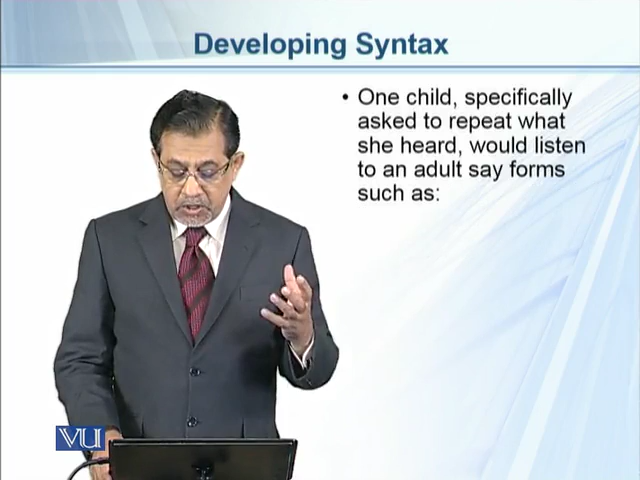 Developing Syntax
• One child, specifically
asked to repeat what
she heard, would listen
to an adult say forms
such as:
VU